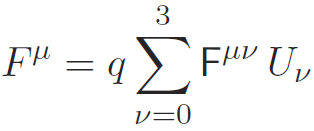 F^μ = q ∑_{ν=0}^{3} F^{μν} U_ν